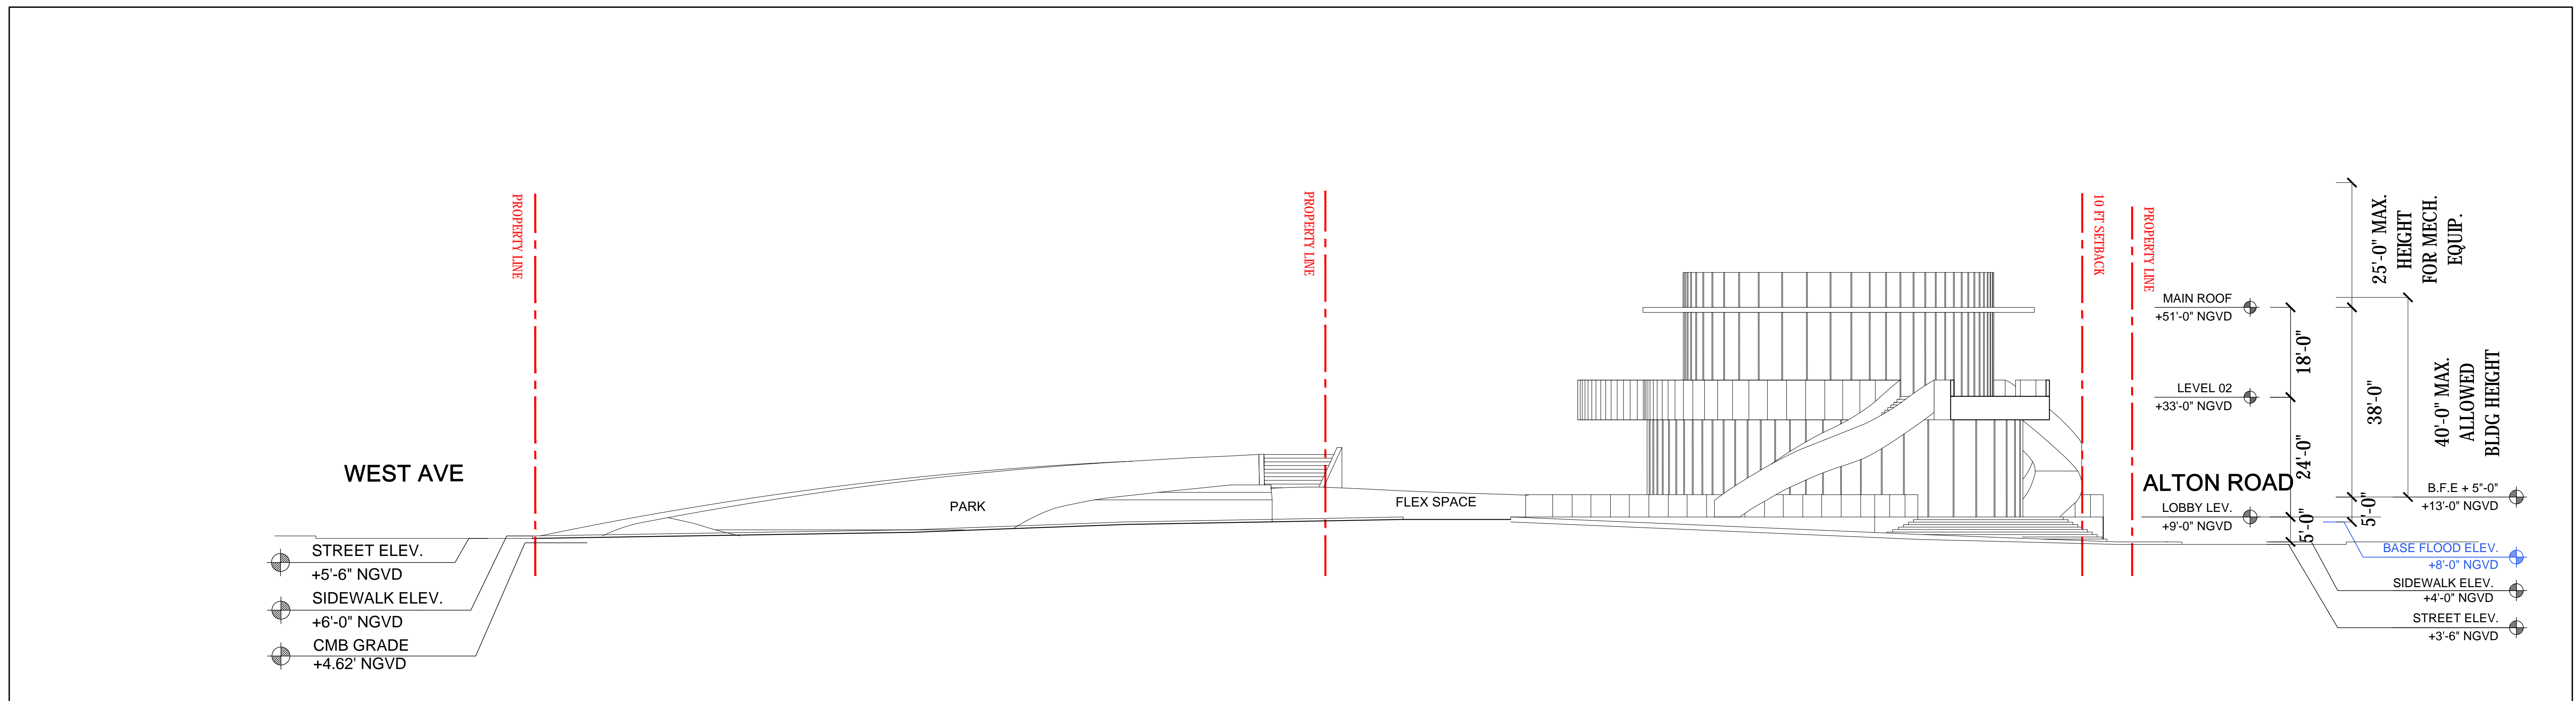 PROPERTY LINE
PROPERTY LINE
10 FT SETBACK
PROPERTY LINE
25'-0" MAX.
HEIGHT
FOR MECH.
EQUIP.
MAIN ROOF
+51'-0" NGVD
18'-0"
LEVEL 02
+33'-0" NGVD
38'-0"
40'-0" MAX.
ALLOWED
BLDG HEIGHT
24'-0"
WEST AVE
PARK
FLEX SPACE
ALTON ROAD
LOBBY LEV.
+9'-0" NGVD
5'-0"
5'-0"
B.F.E + 5"-0"
+13'-0" NGVD
BASE FLOOD ELEV.
+8'-0" NGVD
SIDEWALK ELEV.
+4'-0" NGVD
STREET ELEV.
+3'-6" NGVD
STREET ELEV.
+5'-6" NGVD
SIDEWALK ELEV.
+6'-0" NGVD
CMB GRADE
+4.62' NGVD